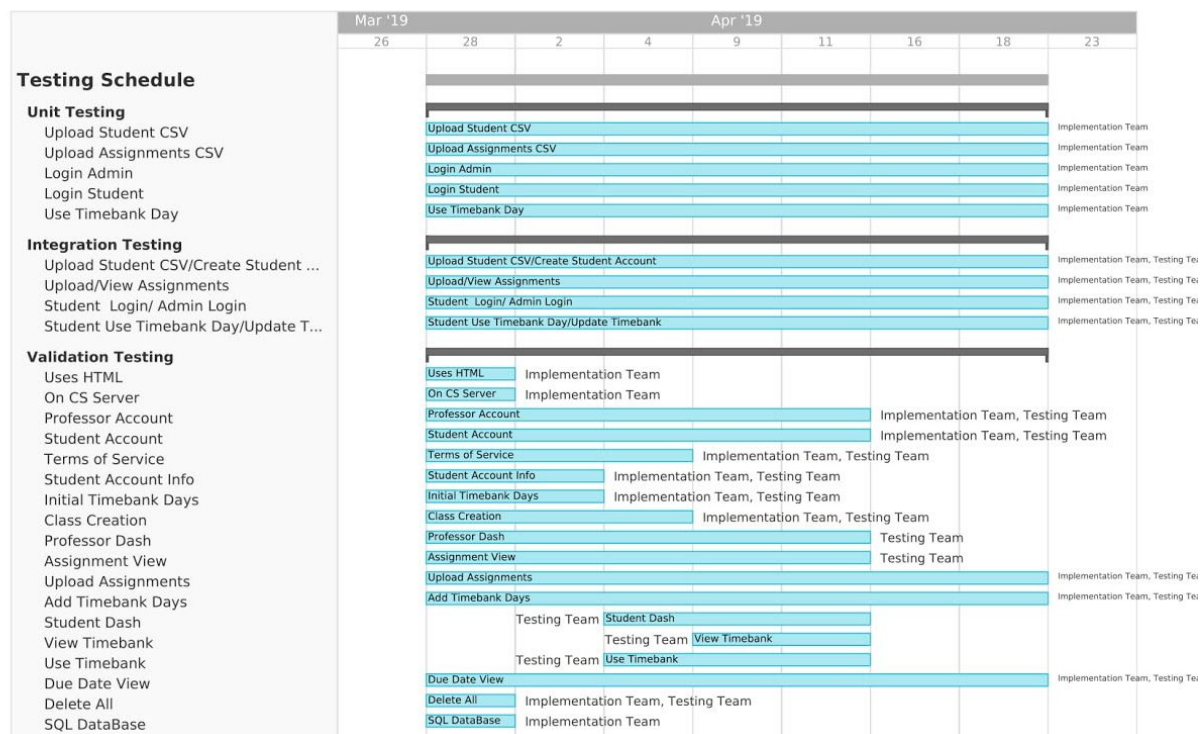 Mar '19 Apr '19
26 28 2 4 9 11 16 18 23
Testing Schedule
Unit Testing
Upload Student CSV Upload Student CSV Implementation Team
Upload Assignments CSV Upload Assignments CSV Implementation Team
Login Admin Login Admin Implementation Team
Login Student Login Student Implementation Team
Use Timebank Day Use Timebank Day Implementation Team
Integration Testing
Upload Student CSV/Create Student ... Upload Student CSV/Create Student Account Implementation Team, Testing Tea
Upload/View Assignments Upload/View Assignments Implementation Team, Testing Tea
Student Login/ Admin Login Student Login/ Admin Login Implementation Team, Testing Tea
Student Use Timebank Day/Update T... Student Use Timebank Day/Update Timebank Implementation Team, Testing Tea
Validation Testing
Uses HTML Uses HTML Implementation Team
On CS Server On CS Server Implementation Team
Professor Account Professor Account Implementation Team, Testing Team
Student Account Student Account Implementation Team, Testing Team
Terms of Service Terms of Service Implementation Team, Testing Team
Student Account Info Student Account Info Implementation Team, Testing Team
Initial Timebank Days Initial Timebank Days Implementation Team, Testing Team
Class Creation Class Creation Implementation Team, Testing Team
Professor Dash Professor Dash Testing Team
Assignment View Assignment View Testing Team
Upload Assignments Upload Assignments Implementation Team, Testing Tea
Add Timebank Days Add Timebank Days Implementation Team, Testing Tea
Student Dash Testing Team Student Dash
View Timebank Testing Team View Timebank
Use Timebank Testing Team Use Timebank
Due Date View Due Date View Implementation Team, Testing Tea
Delete All Delete All Implementation Team, Testing Team
SQL DataBase SQL DataBase Implementation Team